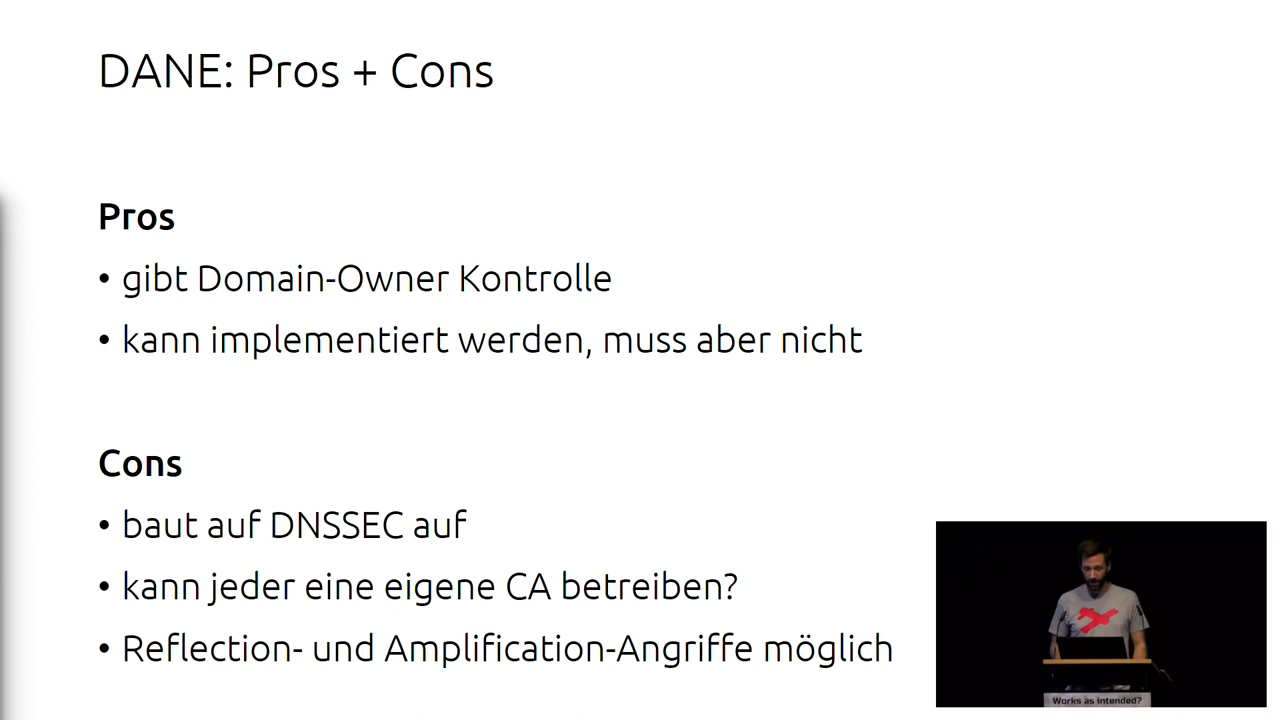 DANE: Pros + Cons
Pros
• gibt Domain-Owner Kontrolle
• kann implementiert werden, muss aber nicht
Cons
• baut auf DNSSEC auf
• kann jeder eine eigene CA betreiben?
• Reflection- und Amplification-Angriffe möglich
Works as intended?